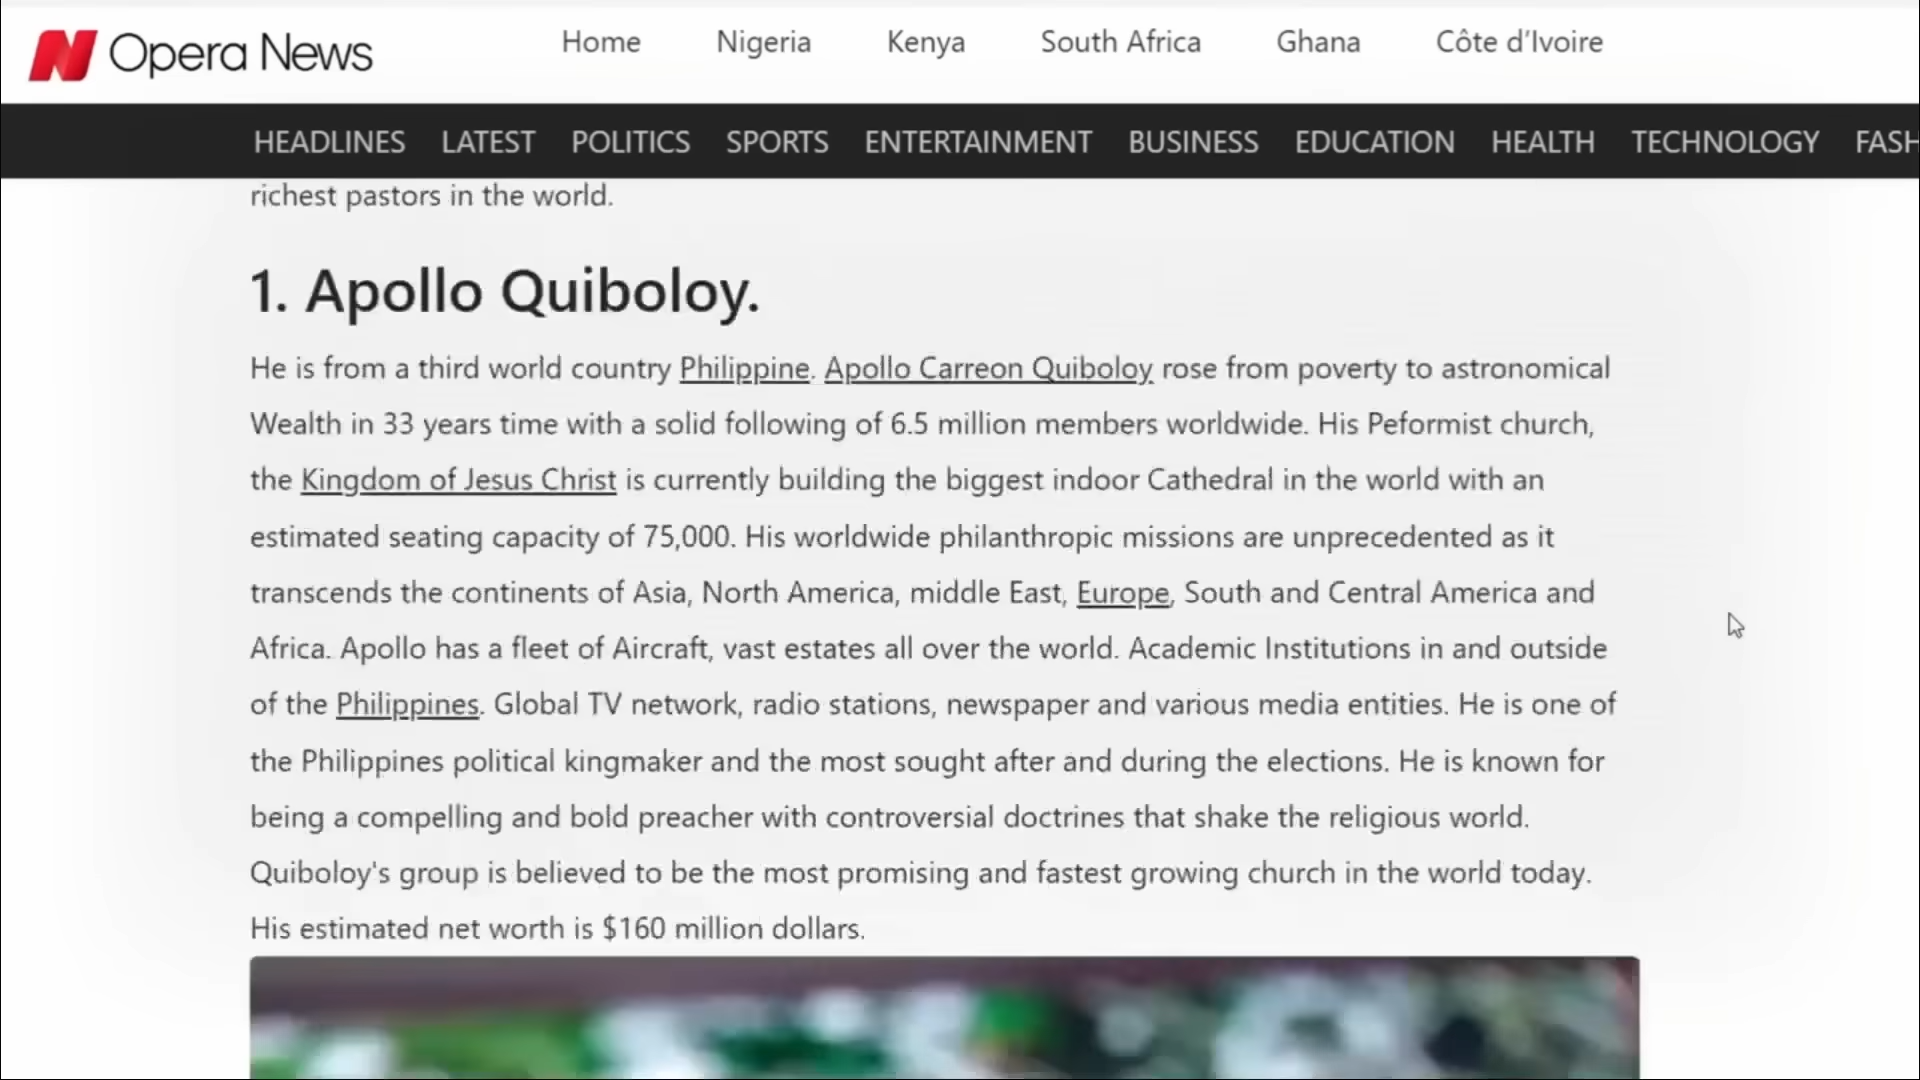 Opera News
Home Nigeria Kenya South Africa Ghana Côte d'Ivoire
HEADLINES LATEST POLITICS SPORTS ENTERTAINMENT BUSINESS EDUCATION HEALTH TECHNOLOGY FASH
richest pastors in the world.
1. Apollo Quiboloy.
He is from a third world country Philippine. Apollo Carreon Quiboloy rose from poverty to astronomical
Wealth in 33 years time with a solid following of 6.5 million members worldwide. His Peformist church,
the Kingdom of Jesus Christ is currently building the biggest indoor Cathedral in the world with an
estimated seating capacity of 75,000. His worldwide philanthropic missions are unprecedented as it
transcends the continents of Asia, North America, middle East, Europe, South and Central America and
Africa. Apollo has a fleet of Aircraft, vast estates all over the world. Academic Institutions in and outside
of the Philippines. Global TV network, radio stations, newspaper and various media entities. He is one of
the Philippines political kingmaker and the most sought after and during the elections. He is known for
being a compelling and bold preacher with controversial doctrines that shake the religious world.
Quiboloy's group is believed to be the most promising and fastest growing church in the world today.
His estimated net worth is $160 million dollars.